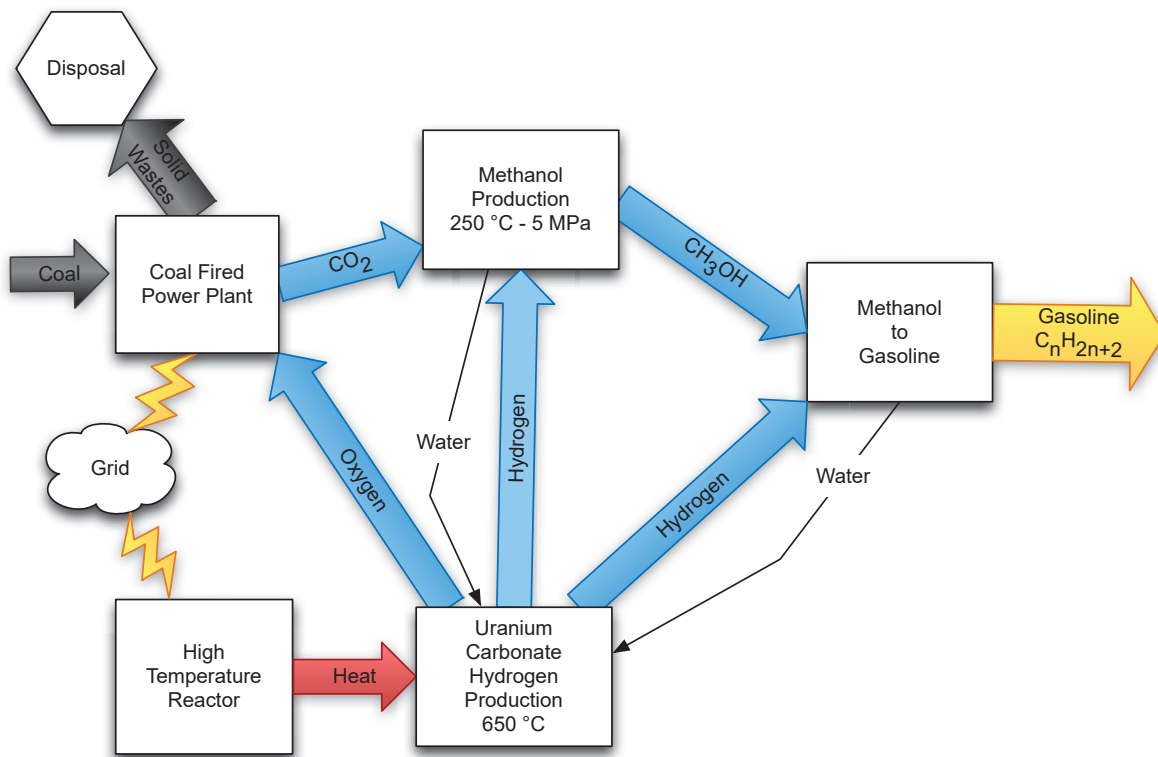 Disposal
Solid
Wastes
Coal
Coal Fired
Power Plant
CO2
Methanol
Production
250 °C - 5 MPa
CH3OH
Methanol
to
Gasoline
Gasoline
CnH2n+2
Grid
Oxygen
Water
Hydrogen
Hydrogen
Water
High
Temperature
Reactor
Heat
Uranium
Carbonate
Hydrogen
Production
650 °C